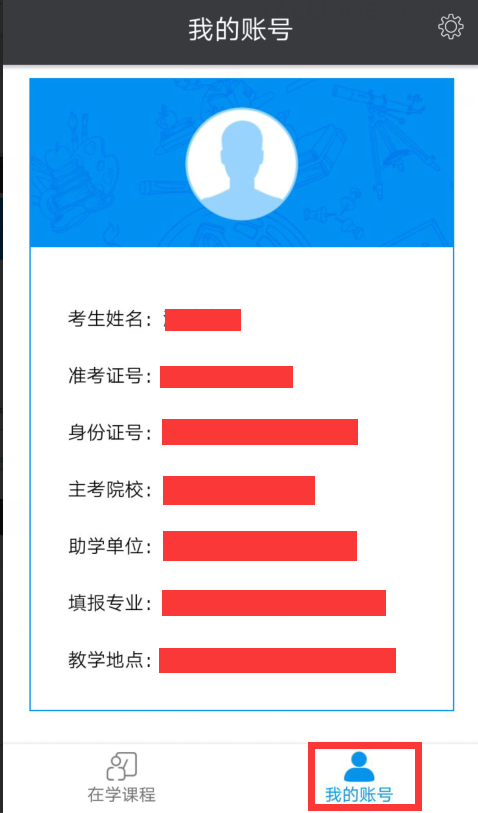 我的账号
考生姓名：
准考证号：
身份证号：
主考院校：
助学单位：
填报专业：
教学地点：
在学课程
我的账号